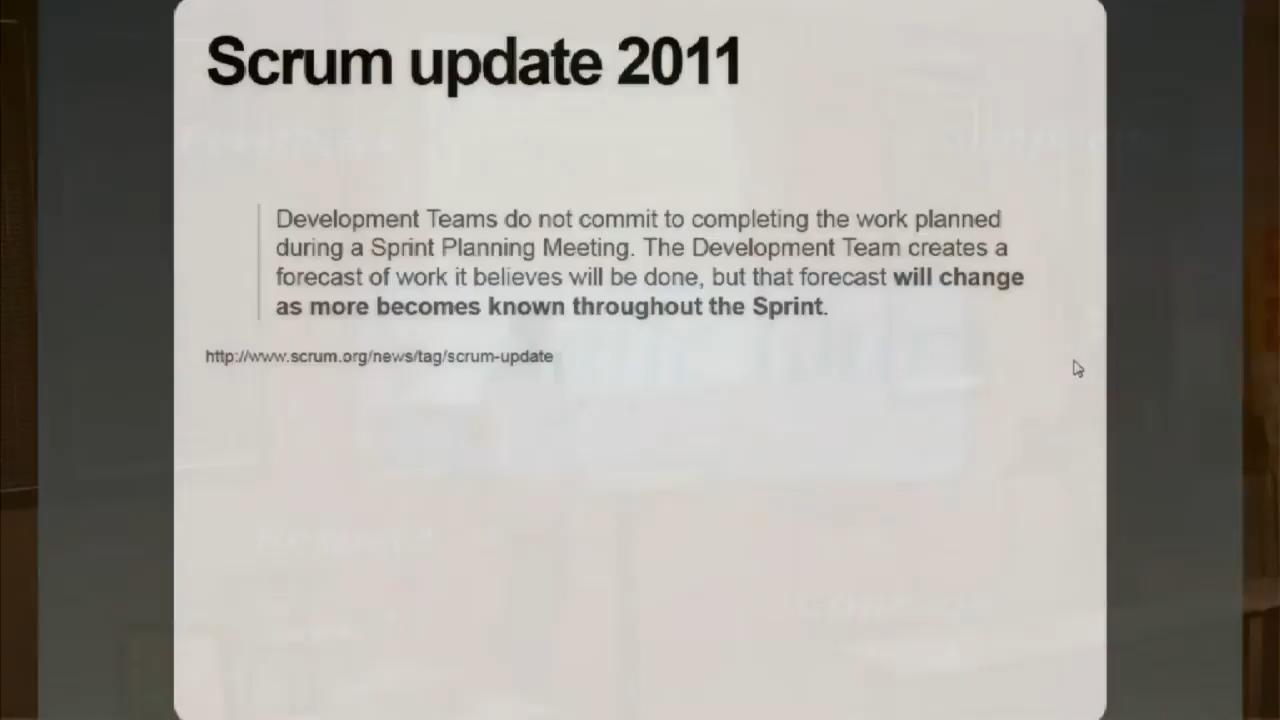 Scrum update 2011
Development Teams do not commit to completing the work planned
during a Sprint Planning Meeting. The Development Team creates a
forecast of work it believes will be done, but that forecast will change
as more becomes known throughout the Sprint.
http://www.scrum.org/news/tag/scrum-update